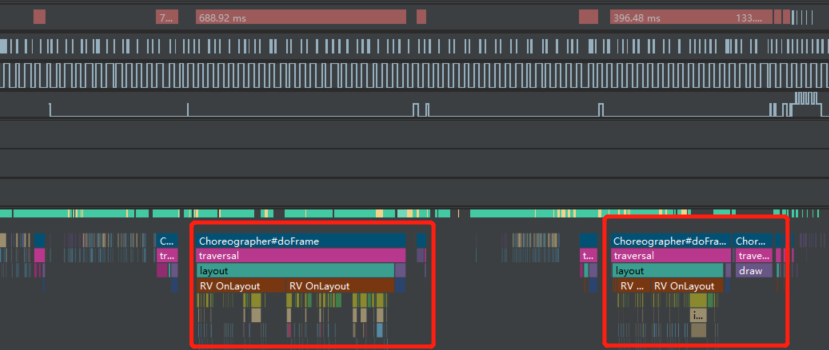 7... 688.92 ms 396.48 ms 133....
C... Choreographer#doFrame Choreographer#doFra... Chor...
tr... traversal t... traversal trave...
layout layout draw
RV OnLayout RV OnLayout RV ... RV OnLayout
i...